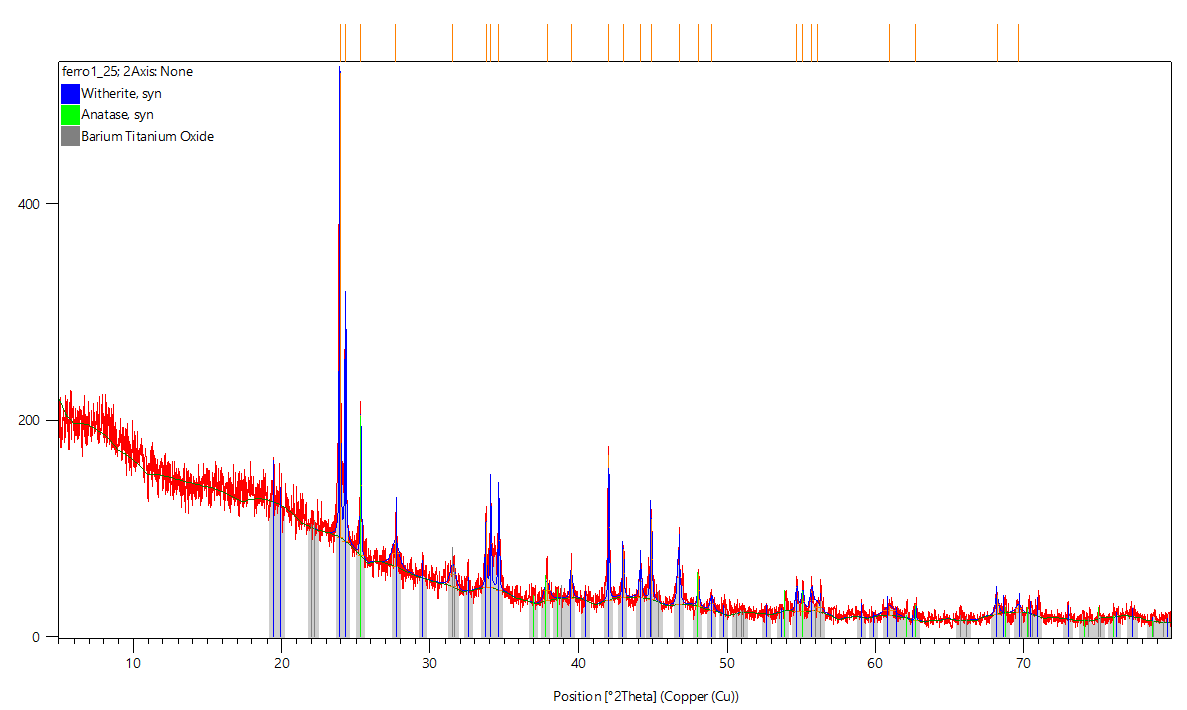 ferro1_25; 2Axis: None
Witherite, syn
Anatase, syn
Barium Titanium Oxide
400
200
0
10 20 30 40 50 60 70
Position [°2Theta] (Copper (Cu))